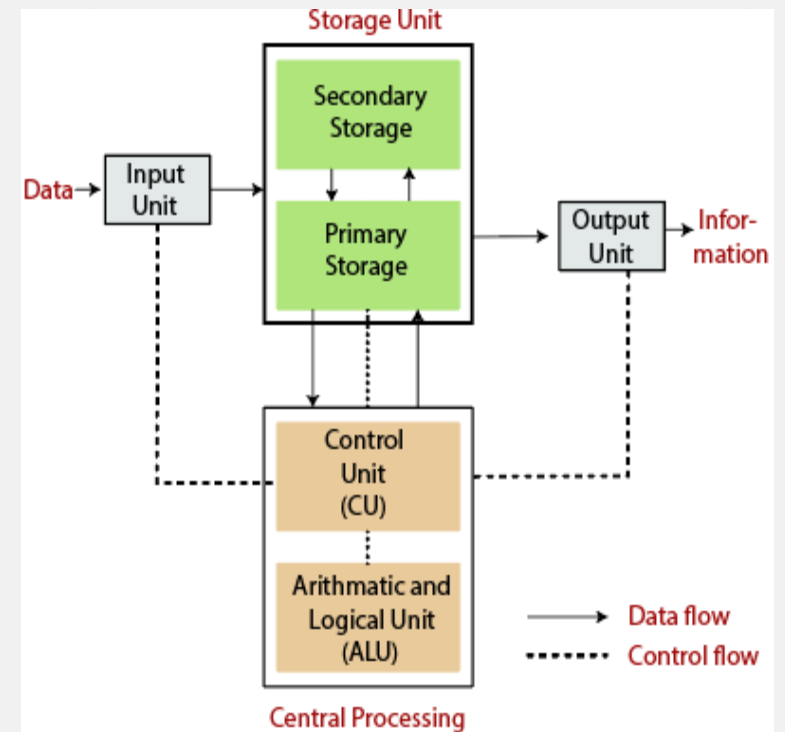 Storage Unit
Secondary
Storage
Data
Input
Unit
Primary
Storage
Output
Unit
Infor-
mation
Control
Unit
(CU)
Arithmatic and
Logical Unit
(ALU)
Data flow
Control flow
Central Processing